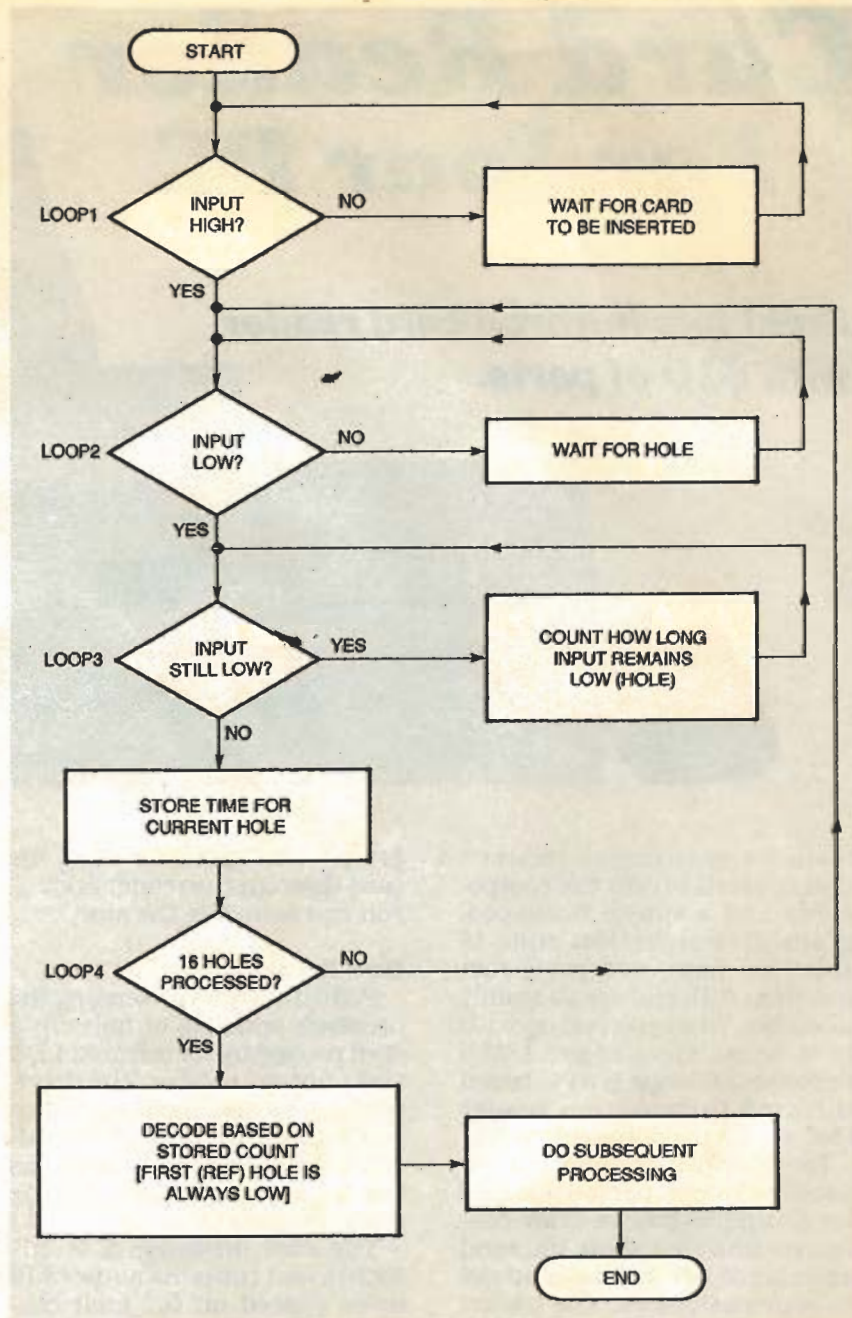 START
LOOP1
INPUT
HIGH?
NO
WAIT FOR CARD
TO BE INSERTED
YES
LOOP2
INPUT
LOW?
NO
WAIT FOR HOLE
YES
LOOP3
INPUT
STILL LOW?
YES
COUNT HOW LONG
INPUT REMAINS
LOW (HOLE)
NO
STORE TIME FOR
CURRENT HOLE
LOOP4
16 HOLES
PROCESSED?
NO
YES
DECODE BASED ON
STORED COUNT
[FIRST (REF) HOLE IS
ALWAYS LOW]
DO SUBSEQUENT
PROCESSING
END